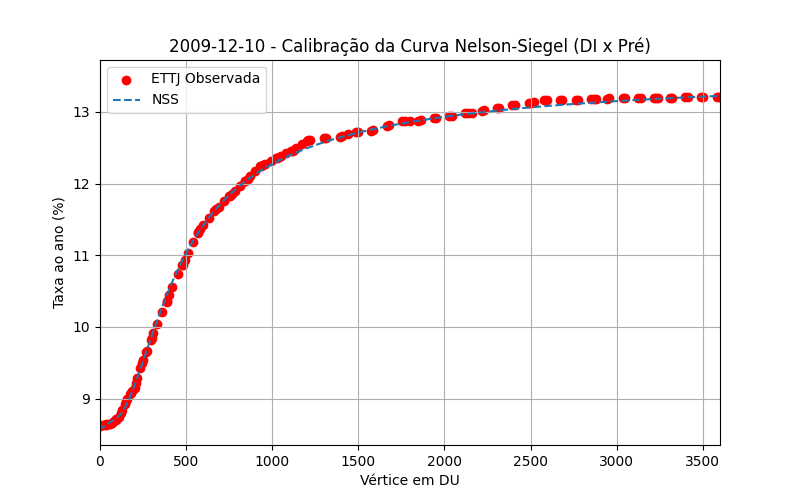 2009-12-10 - Calibração da Curva Nelson-Siegel (DI x Pré)
ETTJ Observada
NSS
Taxa ao ano (%)
13
12
11
10
9
0 500 1000 1500 2000 2500 3000 3500
Vértice em DU